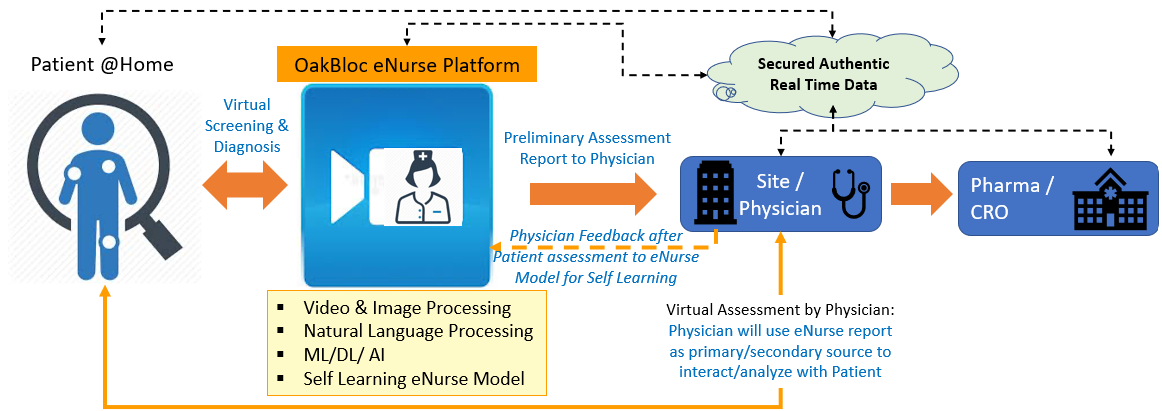 Patient @Home
OakBloc eNurse Platform
Secured Authentic
Real Time Data
Virtual
Screening &
Diagnosis
Preliminary Assessment
Report to Physician
Site /
Physician
Pharma /
CRO
Physician Feedback after
Patient assessment to eNurse
Model for Self Learning
▪ Video & Image Processing
▪ Natural Language Processing
▪ ML/DL/ AI
▪ Self Learning eNurse Model
Virtual Assessment by Physician:
Physician will use eNurse report
as primary/secondary source to
interact/analyze with Patient